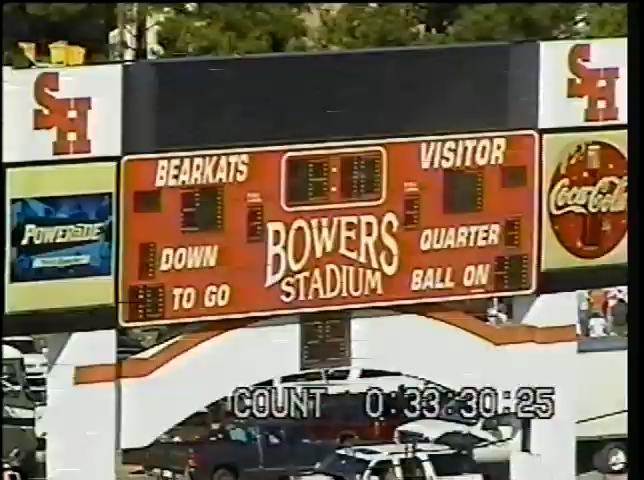 SH
SH
BEARKATS
VISITOR
POWERADE
Coca-Cola
BOWERS
STADIUM
DOWN
QUARTER
TO GO
BALL ON
COUNT 0:33:30:25